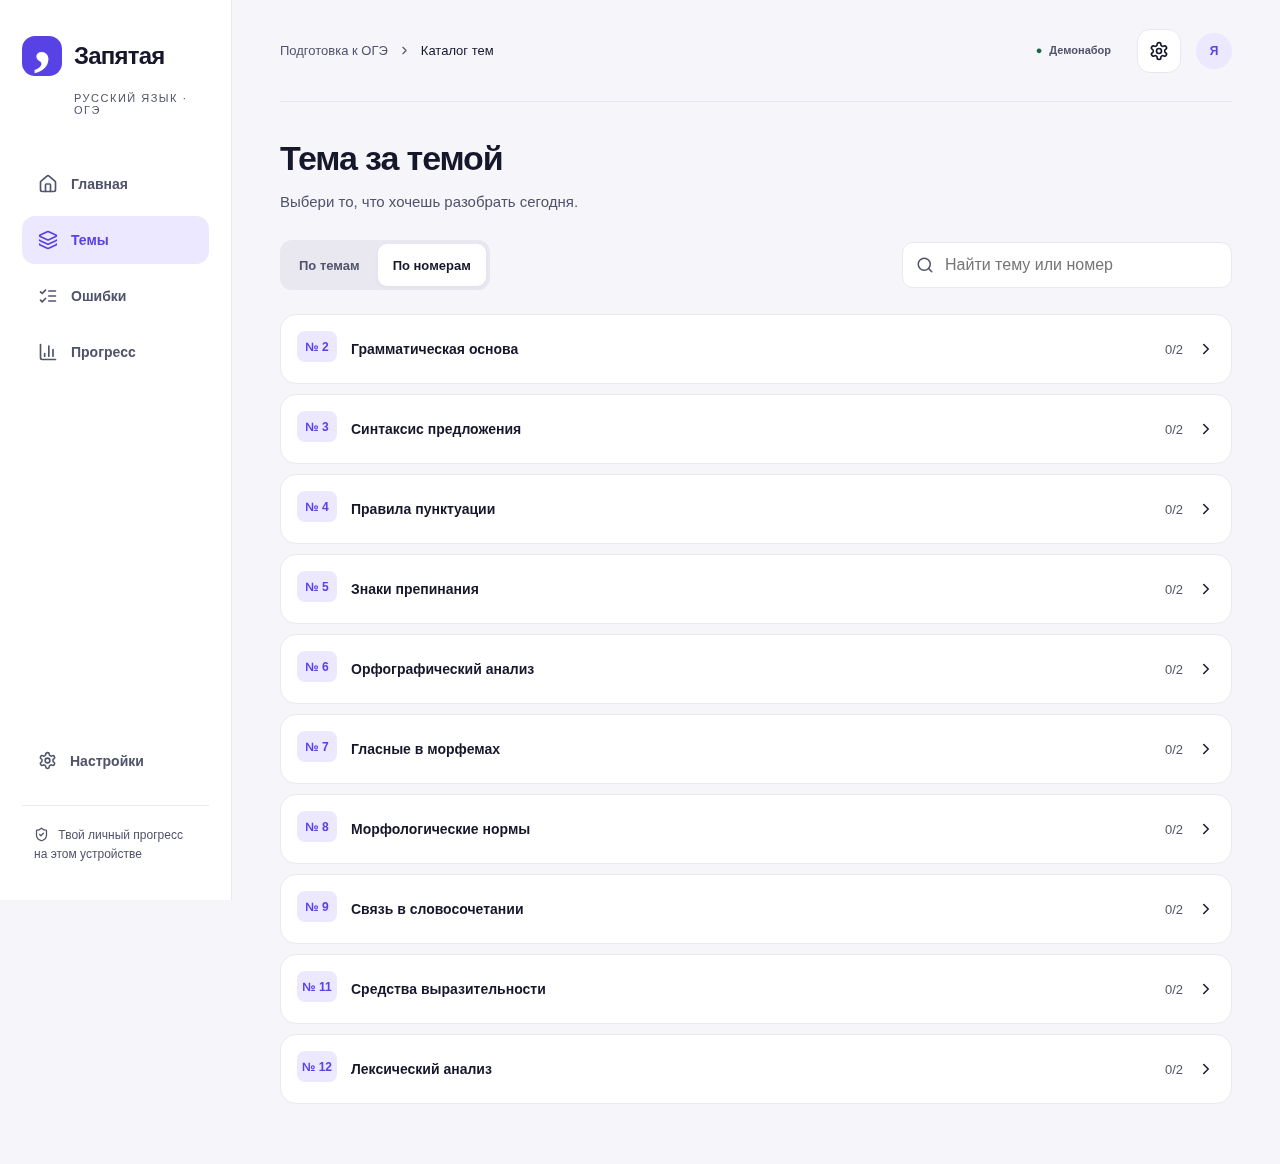 Запятая
РУССКИЙ ЯЗЫК ·
ОГЭ
Главная
Темы
Ошибки
Прогресс
Настройки
Твой личный прогресс
на этом устройстве
Подготовка к ОГЭ
Каталог тем
Демонабор
Я
Тема за темой
Выбери то, что хочешь разобрать сегодня.
По темам
По номерам
Найти тему или номер
№ 2 Грамматическая основа 0/2
№ 3 Синтаксис предложения 0/2
№ 4 Правила пунктуации 0/2
№ 5 Знаки препинания 0/2
№ 6 Орфографический анализ 0/2
№ 7 Гласные в морфемах 0/2
№ 8 Морфологические нормы 0/2
№ 9 Связь в словосочетании 0/2
№ 11 Средства выразительности 0/2
№ 12 Лексический анализ 0/2